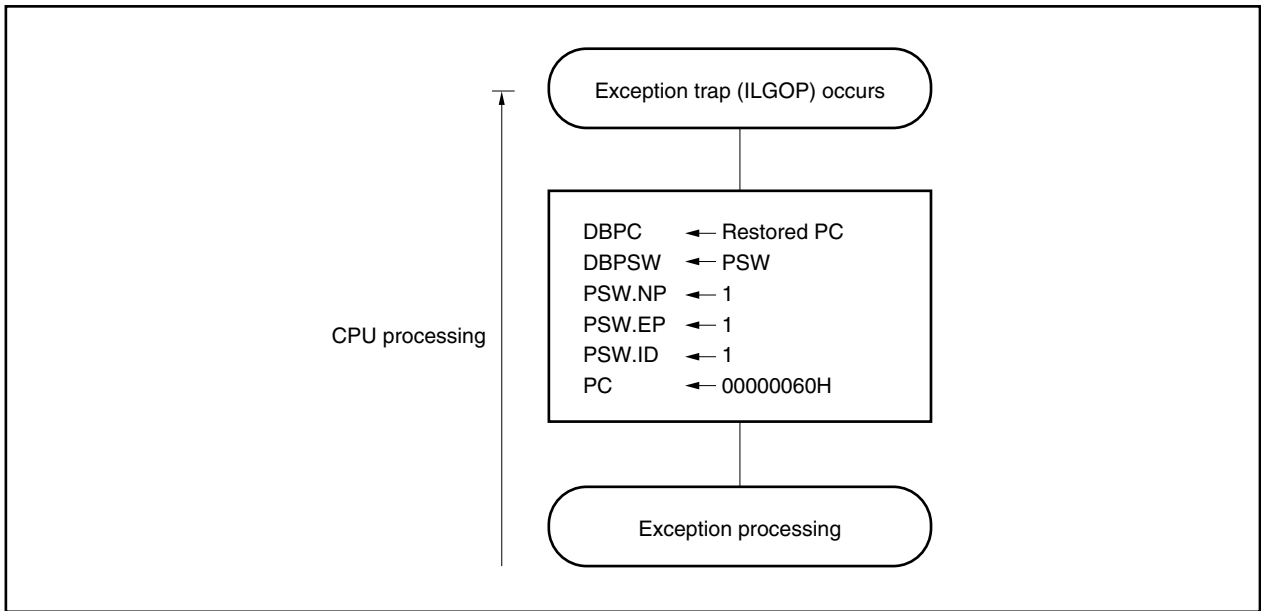 Exception trap (ILGOP) occurs
DBPC ← Restored PC
DBPSW ← PSW
PSW.NP ← 1
PSW.EP ← 1
PSW.ID ← 1
PC ← 00000060H
CPU processing
Exception processing